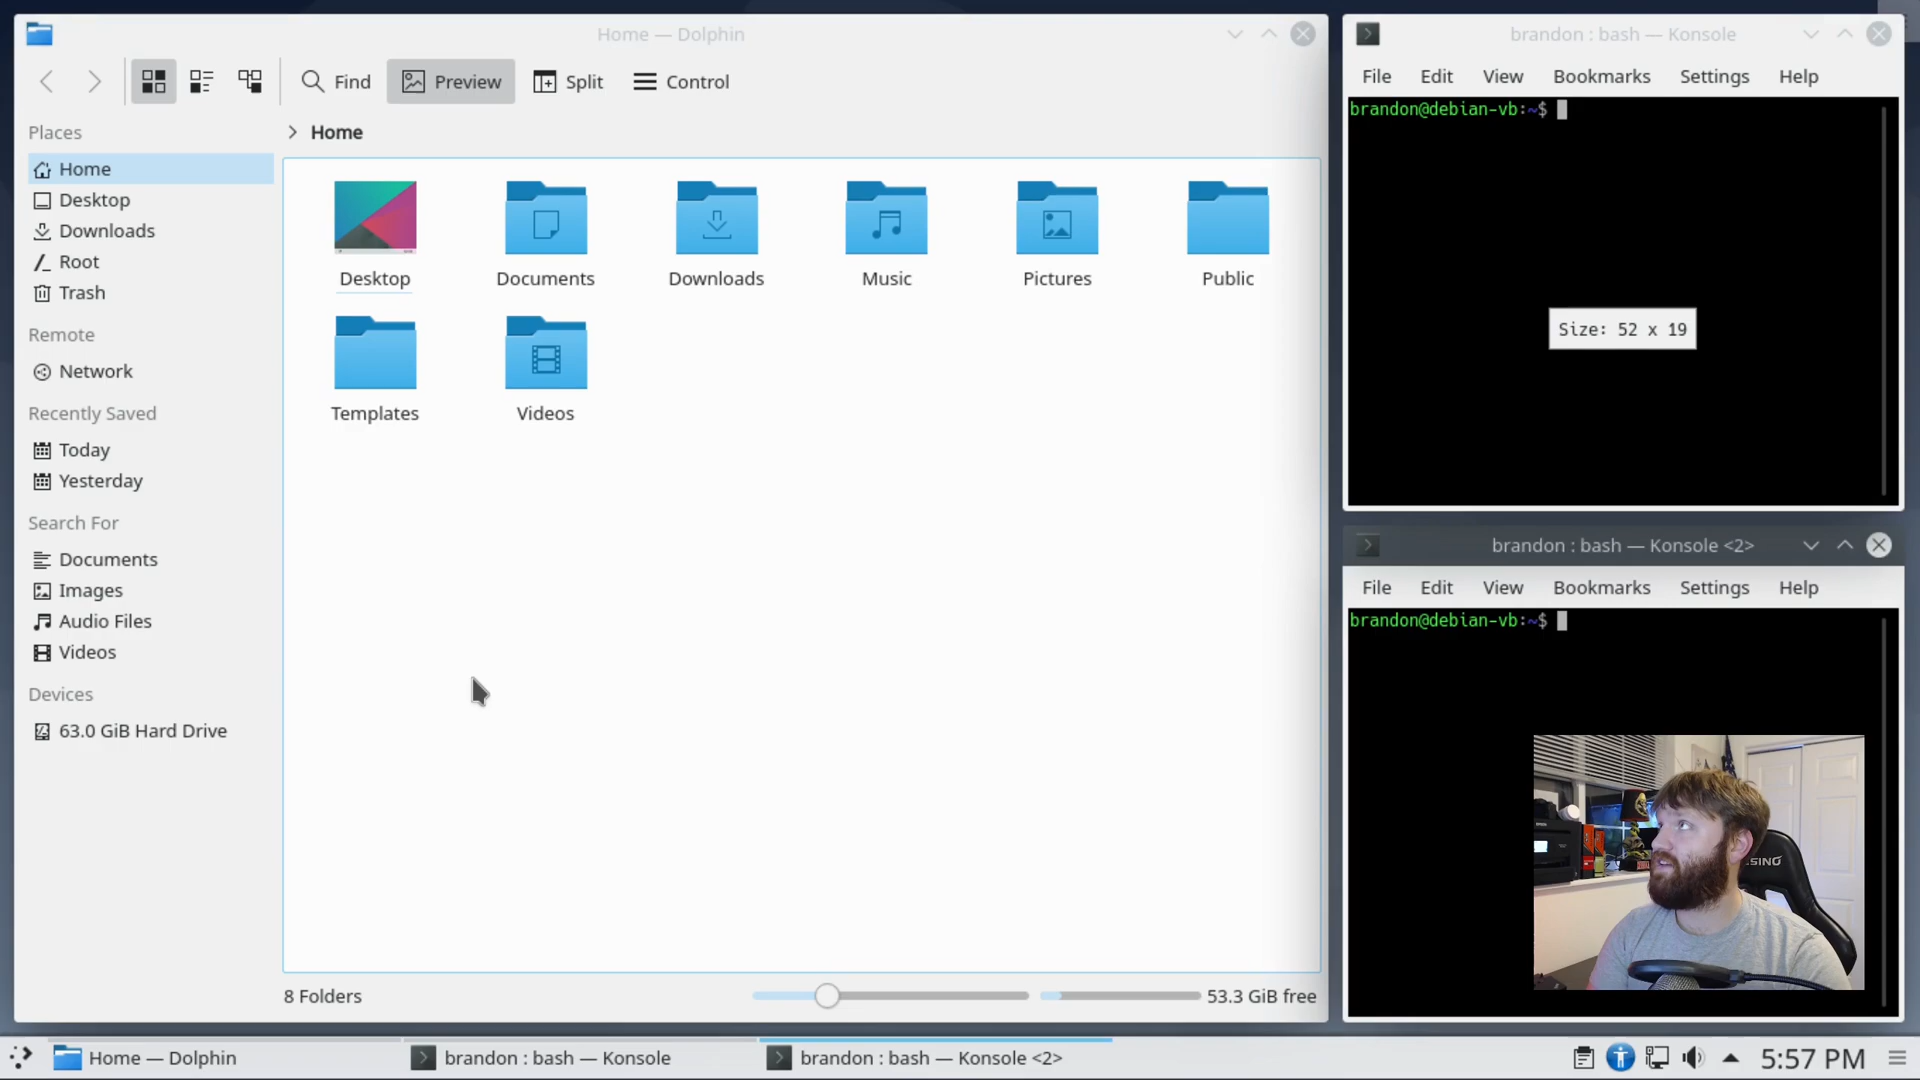 Home — Dolphin
Find
Preview
Split
Control
Places
Home
Desktop
Downloads
Root
Trash
Remote
Network
Recently Saved
Today
Yesterday
Search For
Documents
Images
Audio Files
Videos
Devices
63.0 GiB Hard Drive
Home
Desktop
Documents
Downloads
Music
Pictures
Public
Templates
Videos
8 Folders
53.3 GiB free
brandon : bash — Konsole
File Edit View Bookmarks Settings Help
brandon@debian-vb:~$
Size: 52 x 19
brandon : bash — Konsole <2>
File Edit View Bookmarks Settings Help
brandon@debian-vb:~$
Home — Dolphin
brandon : bash — Konsole
brandon : bash — Konsole <2>
5:57 PM